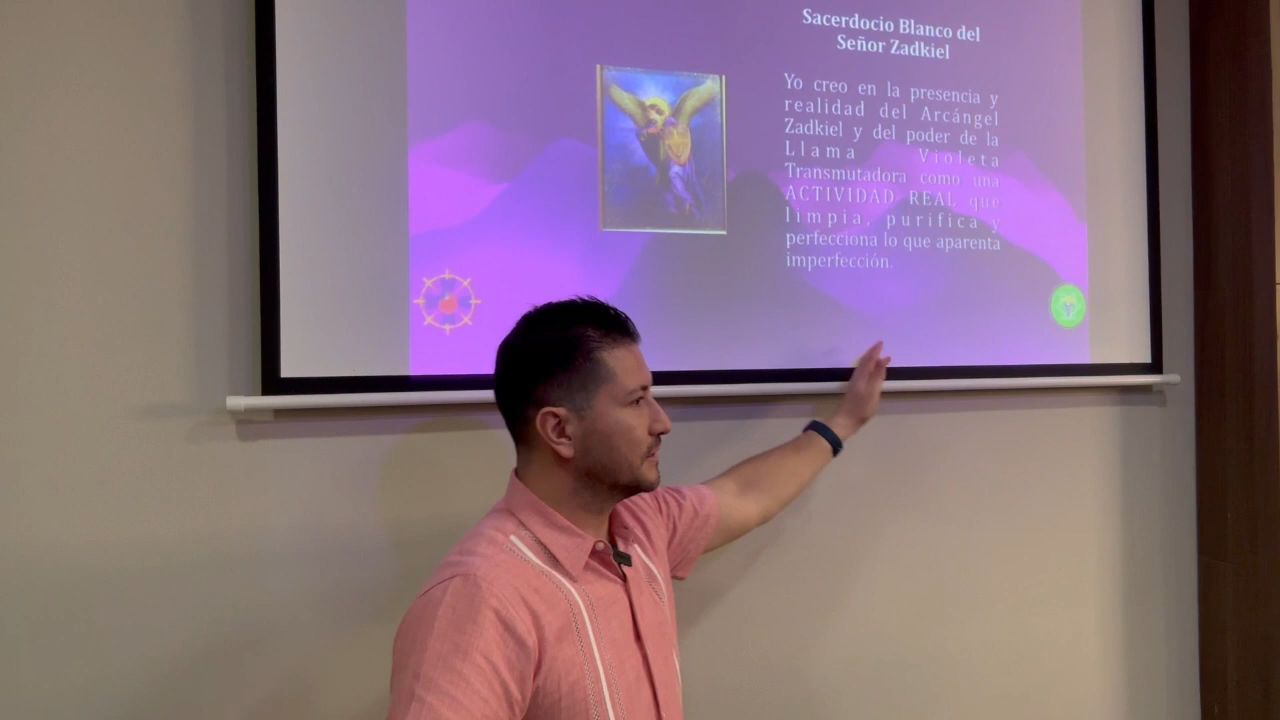 Sacerdocio Blanco del
Señor Zadkiel
Yo creo en la presencia y
realidad del Arcángel
Zadkiel y del poder de la
Llama Violeta
Transmutadora como una
ACTIVIDAD REAL que
limpia, purifica y
perfecciona lo que aparenta
imperfección.